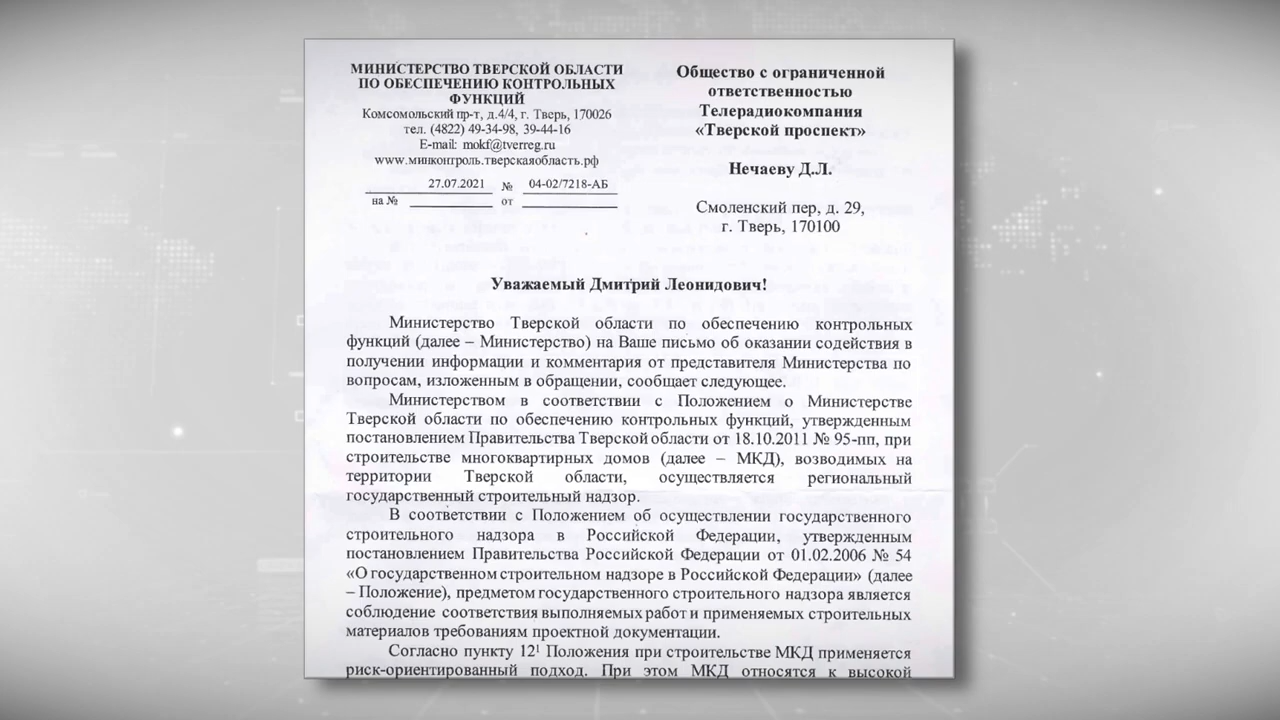 МИНИСТЕРСТВО ТВЕРСКОЙ ОБЛАСТИ
ПО ОБЕСПЕЧЕНИЮ КОНТРОЛЬНЫХ
ФУНКЦИЙ
Комсомольский пр-т, д.4/4, г. Тверь, 170026
тел. (4822) 49-34-98, 39-44-16
E-mail: mokf@tverreg.ru
www.минконтроль.тверскаяобласть.рф
27.07.2021 № 04-02/7218-АБ
на № от
Общество с ограниченной
ответственностью
Телерадиокомпания
«Тверской проспект»
Нечаеву Д.Л.
Смоленский пер, д. 29,
г. Тверь, 170100
Уважаемый Дмитрий Леонидович!
Министерство Тверской области по обеспечению контрольных
функций (далее – Министерство) на Ваше письмо об оказании содействия в
получении информации и комментария от представителя Министерства по
вопросам, изложенным в обращении, сообщает следующее.
Министерством в соответствии с Положением о Министерстве
Тверской области по обеспечению контрольных функций, утвержденным
постановлением Правительства Тверской области от 18.10.2011 № 95-пп, при
строительстве многоквартирных домов (далее – МКД), возводимых на
территории Тверской области, осуществляется региональный
государственный строительный надзор.
В соответствии с Положением об осуществлении государственного
строительного надзора в Российской Федерации, утвержденным
постановлением Правительства Российской Федерации от 01.02.2006 № 54
«О государственном строительном надзоре в Российской Федерации» (далее
– Положение), предметом государственного строительного надзора является
соблюдение соответствия выполняемых работ и применяемых строительных
материалов требованиям проектной документации.
Согласно пункту 12¹ Положения при строительстве МКД применяется
риск-ориентированный подход. При этом МКД относятся к высокой